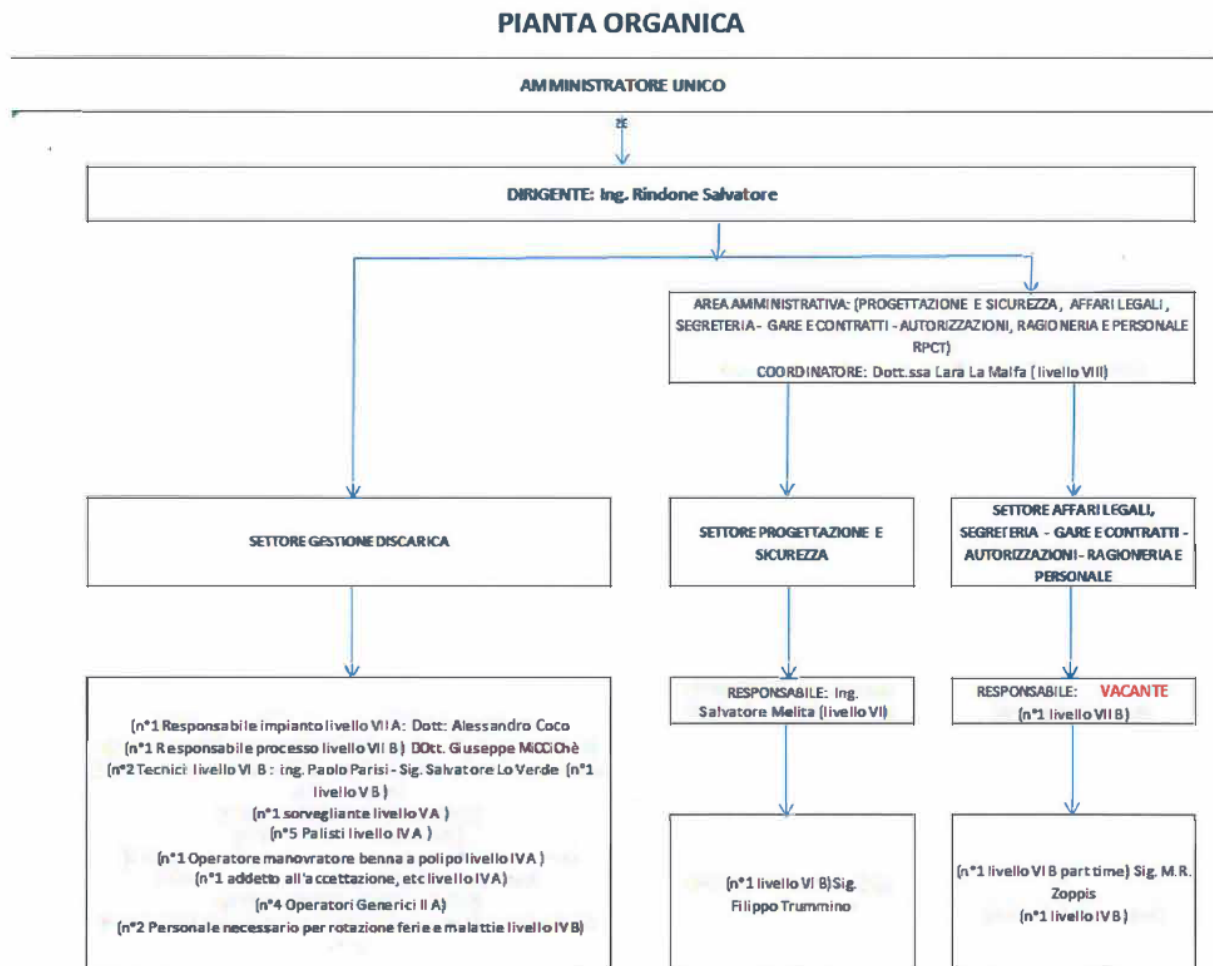 PIANTA ORGANICA
AMMINISTRATORE UNICO
DIRIGENTE: Ing. Rindone Salvatore
AREA AMMINISTRATIVA: (PROGETTAZIONE E SICUREZZA, AFFARI LEGALI,
SEGRETERIA - GARE E CONTRATTI - AUTORIZZAZIONI, RAGIONERIA E PERSONALE
RPCT)
COORDINATORE: Dott.ssa Lara La Malfa (livello VIII)
SETTORE GESTIONE DISCARICA
SETTORE PROGETTAZIONE E
SICUREZZA
SETTORE AFFARI LEGALI,
SEGRETERIA - GARE E CONTRATTI -
AUTORIZZAZIONI - RAGIONERIA E
PERSONALE
(n°1 Responsabile impianto livello VII A: Dott: Alessandro Coco
(n°1 Responsabile processo livello VII B) DOtt. Giuseppe MiCCiChè
(n°2 Tecnici livello VI B : ing. Paolo Parisi - Sig. Salvatore Lo Verde (n°1
livello V B)
(n°1 sorvegliante livello V A )
(n°5 Palisti livello IV A )
(n°1 Operatore manovratore benna a polipo livello IV A )
(n°1 addetto all'accettazione, etc livello IV A)
(n°4 Operatori Generici II A)
(n°2 Personale necessario per rotazione ferie e malattie livello IV B)
RESPONSABILE: Ing.
Salvatore Melita (livello VI)
RESPONSABILE: VACANTE
(n°1 livello VII B)
(n°1 livello VI B) Sig.
Filippo Trummino
(n°1 livello VI B part time) Sig. M.R.
Zoppis
(n°1 livello IV B)